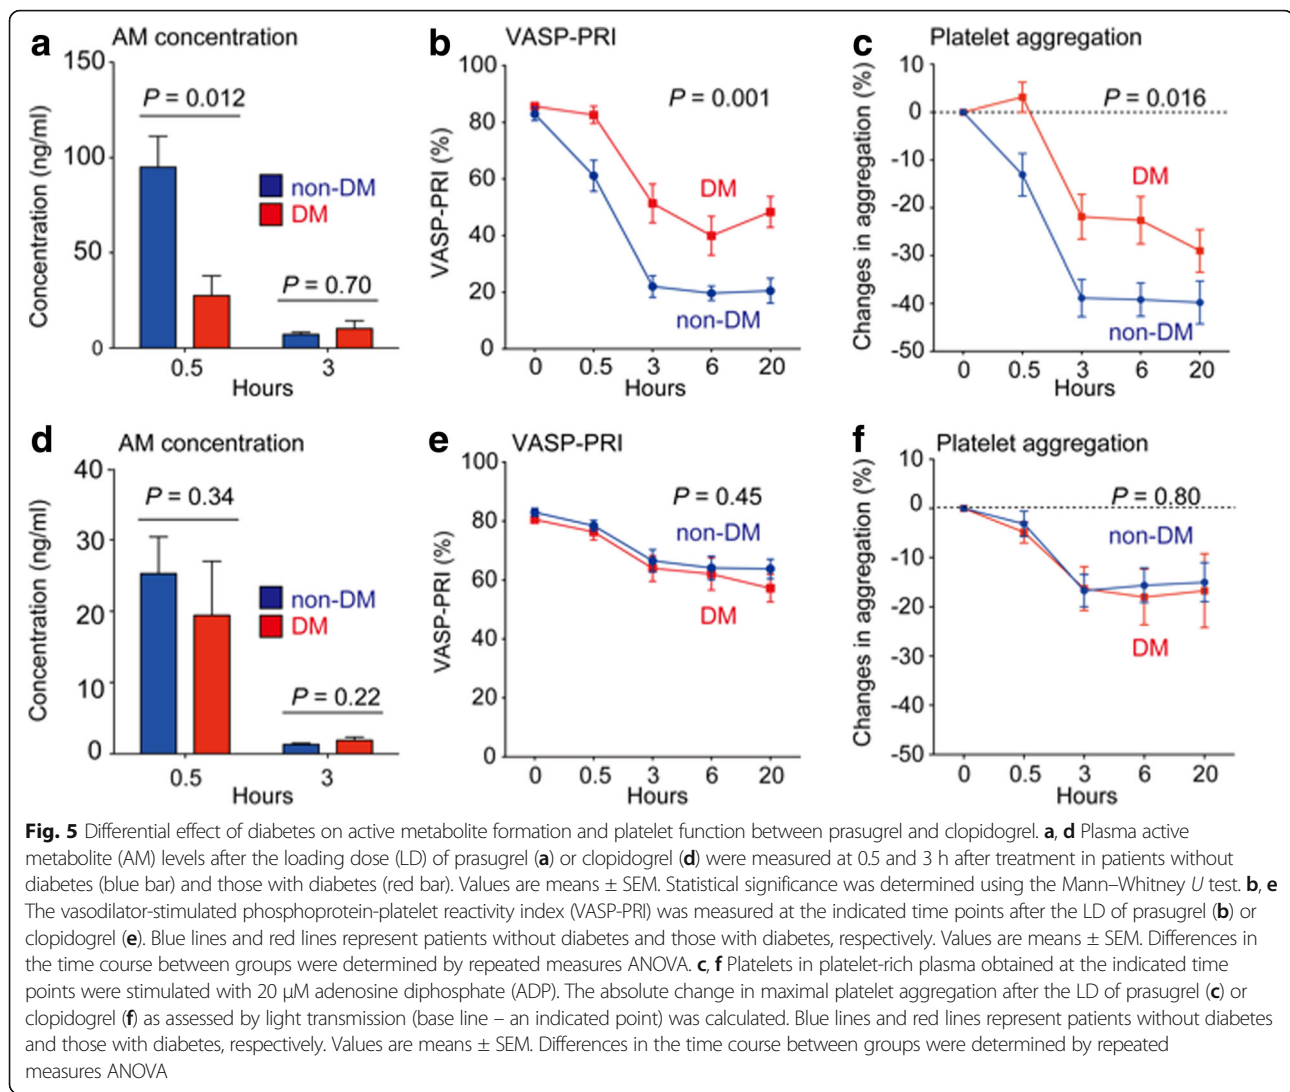 a AM concentration
Concentration (ng/ml)
150
100
50
0
P = 0.012
non-DM
DM
P = 0.70
0.5 3
Hours
b VASP-PRI
VASP-PRI (%)
100
80
60
40
20
0
P = 0.001
DM
non-DM
0 0.5 3 6 20
Hours
c Platelet aggregation
Changes in aggregation (%)
10
0
-10
-20
-30
-40
-50
P = 0.016
DM
non-DM
0 0.5 3 6 20
Hours
d AM concentration
Concentration (ng/ml)
40
30
20
10
0
P = 0.34
non-DM
DM
P = 0.22
0.5 3
Hours
e VASP-PRI
VASP-PRI (%)
100
80
60
40
20
0
P = 0.45
non-DM
DM
0 0.5 3 6 20
Hours
f Platelet aggregation
Changes in aggregation (%)
10
0
-10
-20
-30
-40
-50
P = 0.80
non-DM
DM
0 0.5 3 6 20
Hours
Fig. 5 Differential effect of diabetes on active metabolite formation and platelet function between prasugrel and clopidogrel. a, d Plasma active
metabolite (AM) levels after the loading dose (LD) of prasugrel (a) or clopidogrel (d) were measured at 0.5 and 3 h after treatment in patients without
diabetes (blue bar) and those with diabetes (red bar). Values are means ± SEM. Statistical significance was determined using the Mann–Whitney U test. b, e
The vasodilator-stimulated phosphoprotein-platelet reactivity index (VASP-PRI) was measured at the indicated time points after the LD of prasugrel (b) or
clopidogrel (e). Blue lines and red lines represent patients without diabetes and those with diabetes, respectively. Values are means ± SEM. Differences in
the time course between groups were determined by repeated measures ANOVA. c, f Platelets in platelet-rich plasma obtained at the indicated time
points were stimulated with 20 μM adenosine diphosphate (ADP). The absolute change in maximal platelet aggregation after the LD of prasugrel (c) or
clopidogrel (f) as assessed by light transmission (base line – an indicated point) was calculated. Blue lines and red lines represent patients without diabetes
and those with diabetes, respectively. Values are means ± SEM. Differences in the time course between groups were determined by repeated
measures ANOVA